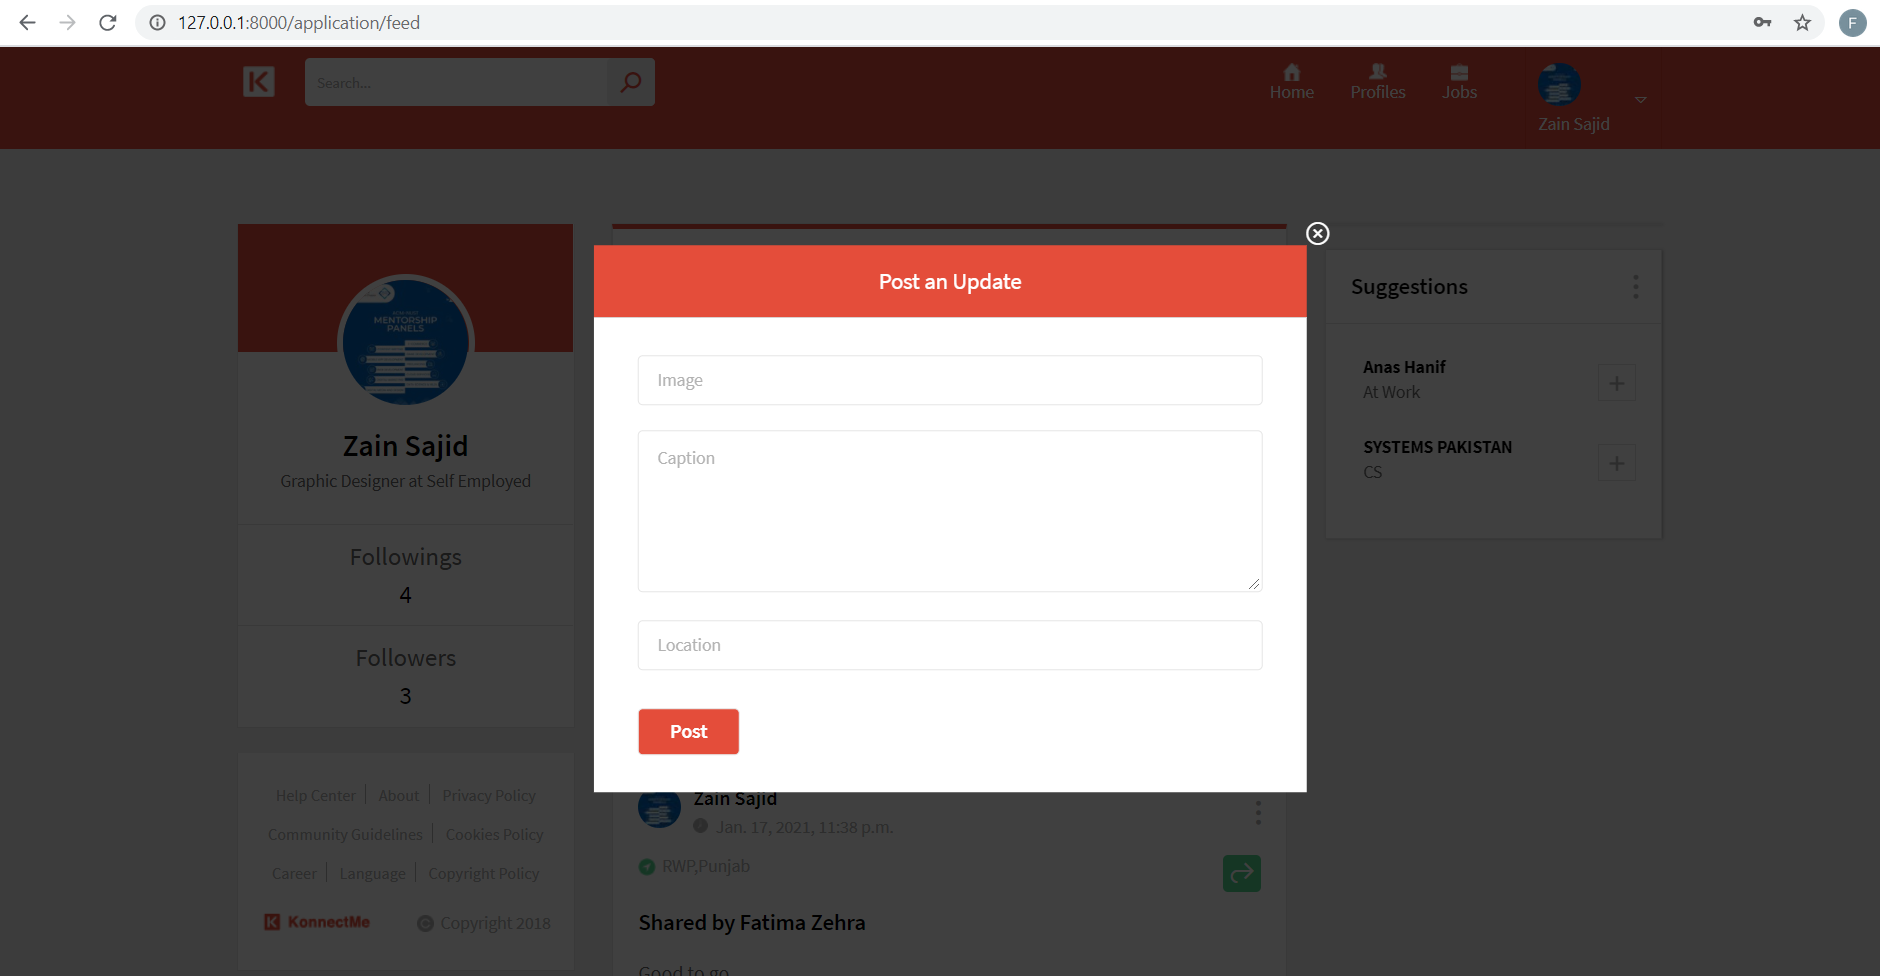 127.0.0.1:8000/application/feed
F
K
Search...
Home
Profiles
Jobs
Zain Sajid
Post an Update
Image
Caption
Location
Post
MENTORSHIP
PANELS
Zain Sajid
Graphic Designer at Self Employed
Followings
4
Followers
3
Help Center
About
Privacy Policy
Community Guidelines
Cookies Policy
Career
Language
Copyright Policy
K KonnectMe
C Copyright 2018
Zain Sajid
Jan. 17, 2021, 11:38 p.m.
RWP,Punjab
Shared by Fatima Zehra
Good to go
Suggestions
Anas Hanif
At Work
SYSTEMS PAKISTAN
CS